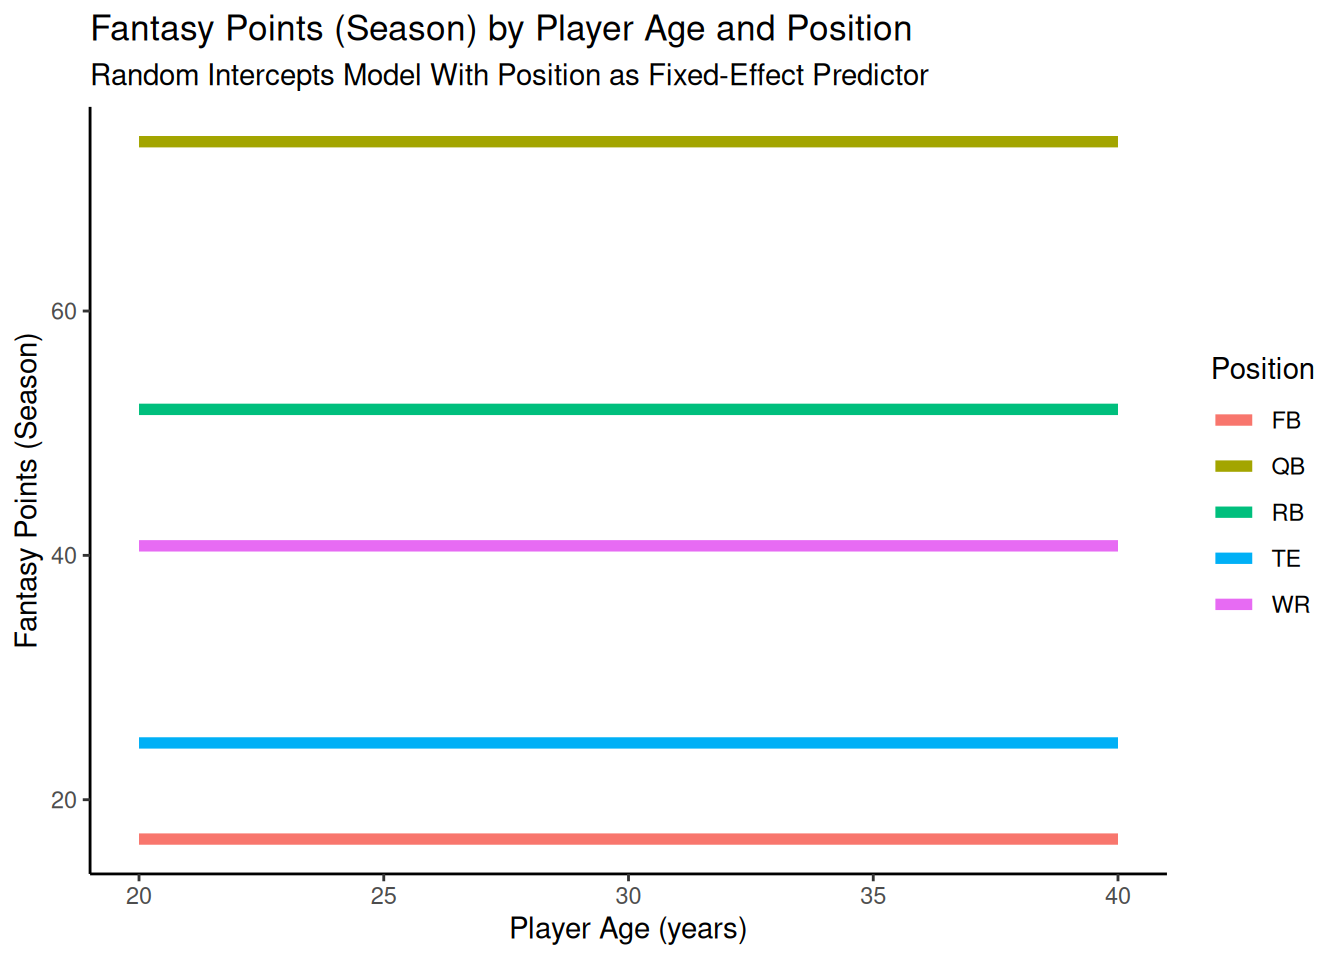 Fantasy Points (Season) by Player Age and Position
Random Intercepts Model With Position as Fixed-Effect Predictor
Fantasy Points (Season)
60
40
20
20 25 30 35 40
Player Age (years)
Position
FB
QB
RB
TE
WR